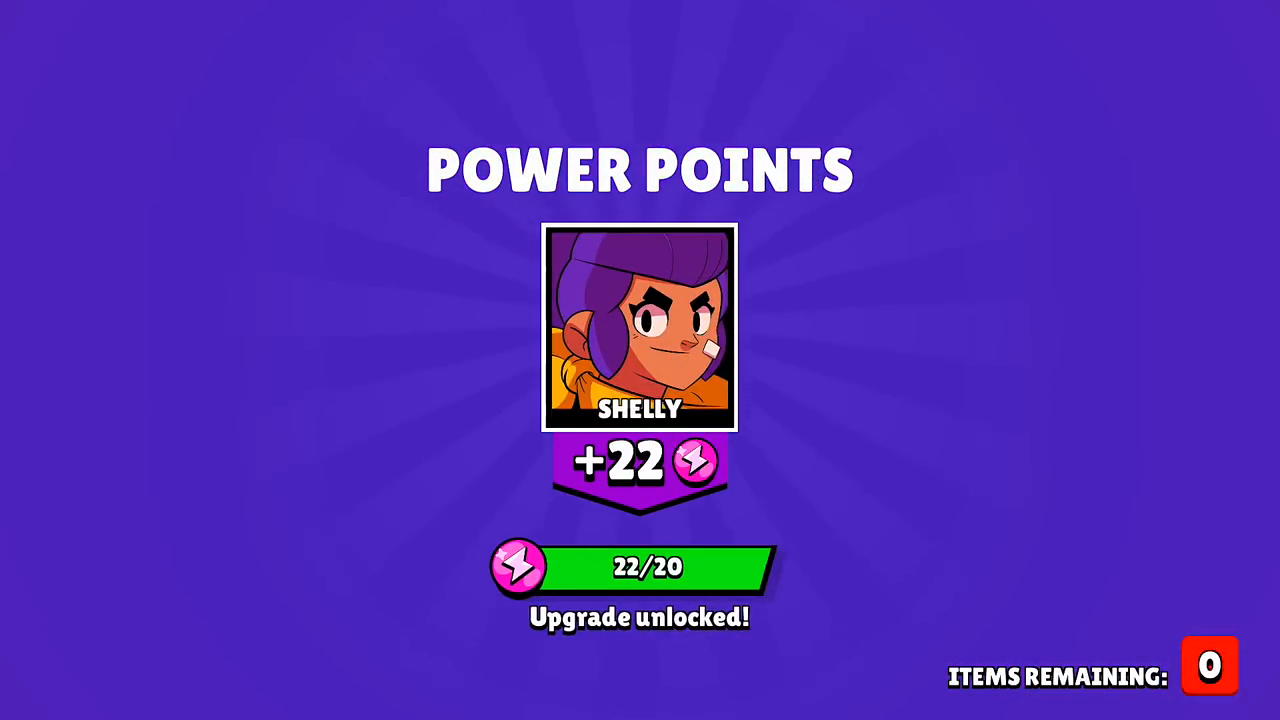 POWER POINTS
SHELLY
+22
22/20
Upgrade unlocked!
ITEMS REMAINING: 0